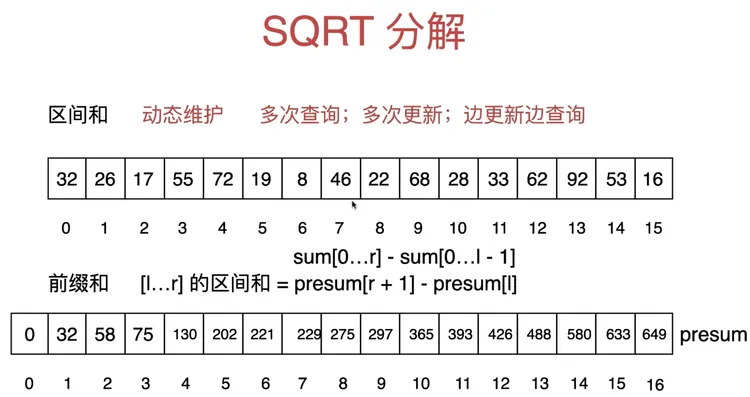 SQRT 分解
区间和 动态维护 多次查询；多次更新；边更新边查询
32 26 17 55 72 19 8 46 22 68 28 33 62 92 53 16
0 1 2 3 4 5 6 7 8 9 10 11 12 13 14 15
sum[0…r] - sum[0…l - 1]
前缀和 [l…r] 的区间和 = presum[r + 1] - presum[l]
0 32 58 75 130 202 221 229 275 297 365 393 426 488 580 633 649 presum
0 1 2 3 4 5 6 7 8 9 10 11 12 13 14 15 16